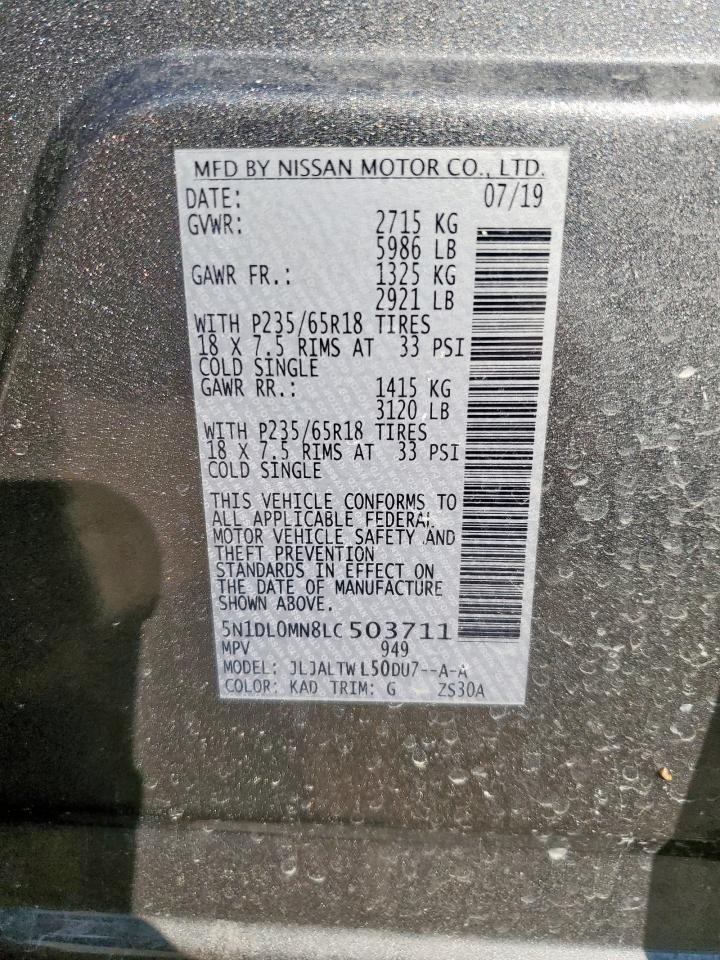 MFD BY NISSAN MOTOR CO., LTD.
DATE: 07/19
GVWR: 2715 KG
5986 LB
GAWR FR.: 1325 KG
2921 LB
WITH P235/65R18 TIRES
18 X 7.5 RIMS AT 33 PSI
COLD SINGLE
GAWR RR.: 1415 KG
3120 LB
WITH P235/65R18 TIRES
18 X 7.5 RIMS AT 33 PSI
COLD SINGLE
THIS VEHICLE CONFORMS TO
ALL APPLICABLE FEDERAL
MOTOR VEHICLE SAFETY AND
THEFT PREVENTION
STANDARDS IN EFFECT ON
THE DATE OF MANUFACTURE
SHOWN ABOVE.
5N1DL0MN8LC503711
MPV 949
MODEL: JLJALTWL50DU7--A-A
COLOR: KAD TRIM: G ZS30A